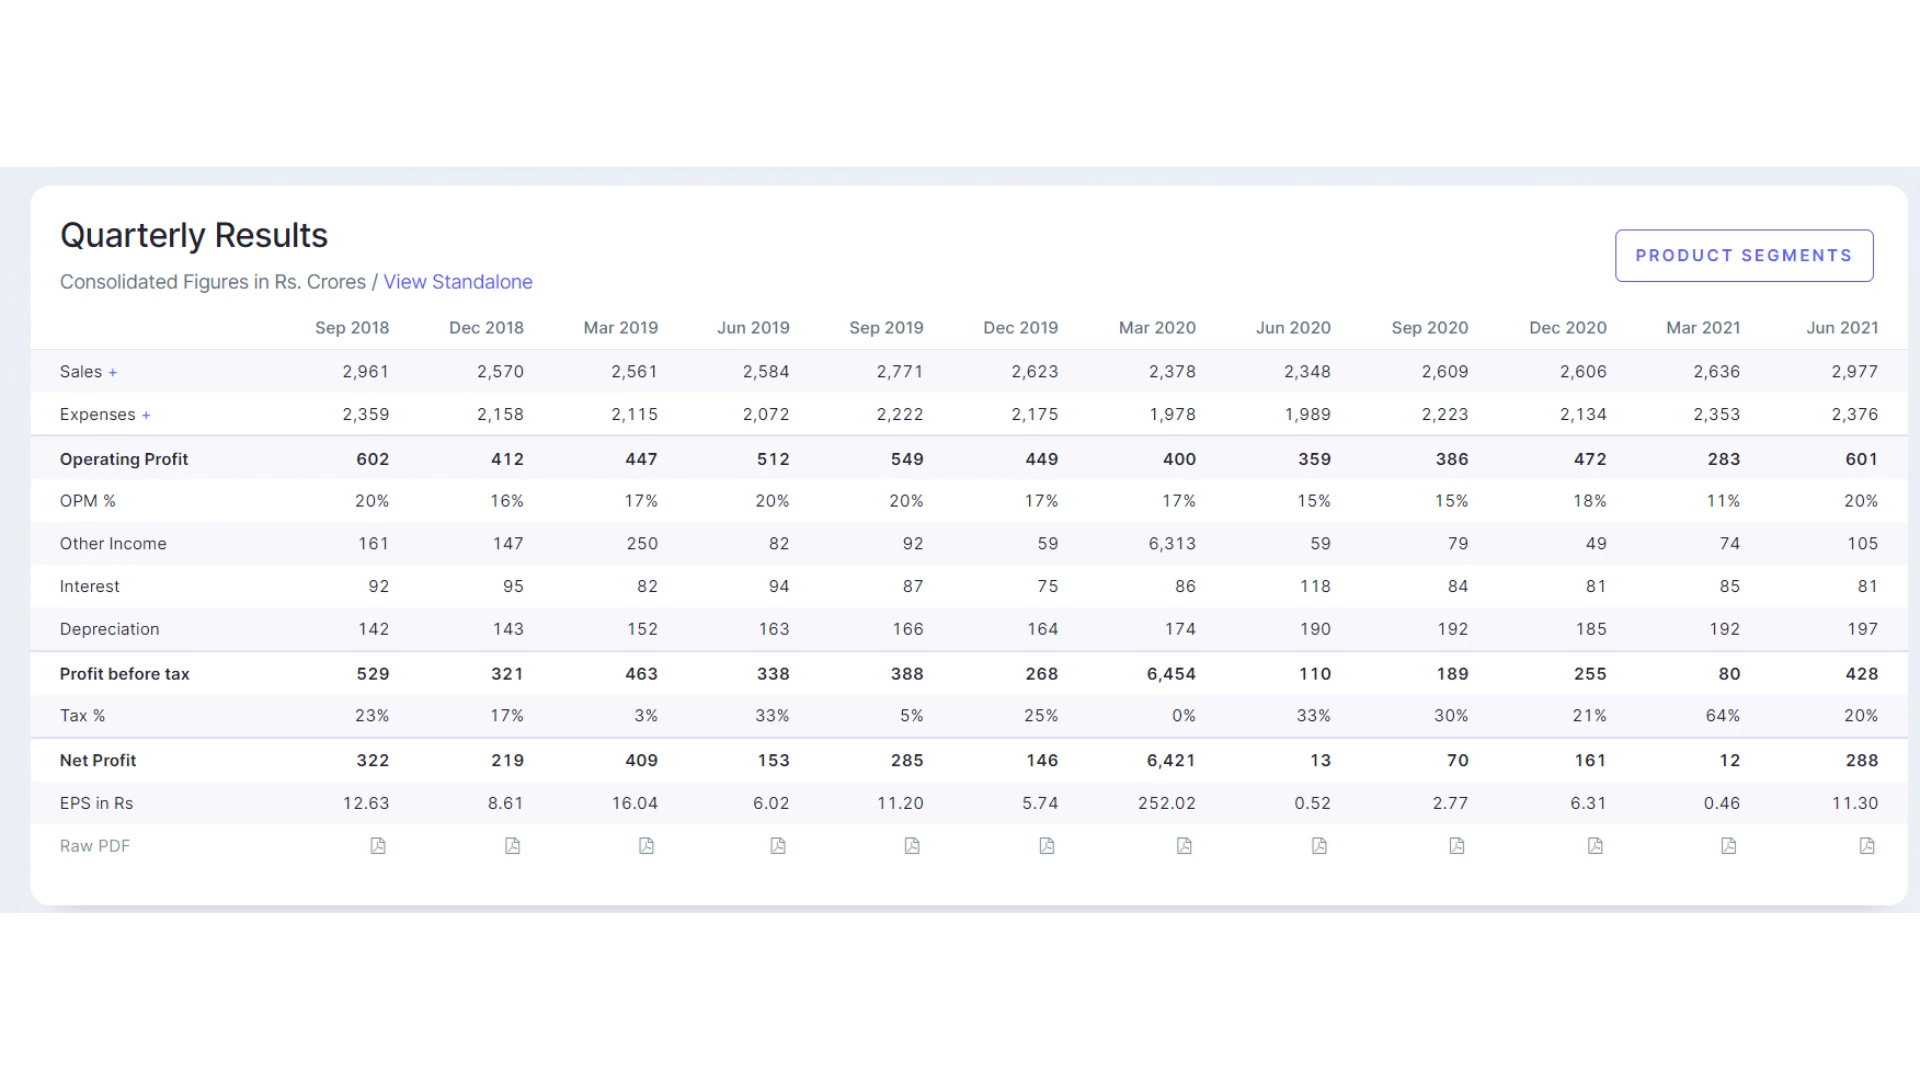 Quarterly Results
PRODUCT SEGMENTS
Consolidated Figures in Rs. Crores / View Standalone
Sep 2018 Dec 2018 Mar 2019 Jun 2019 Sep 2019 Dec 2019 Mar 2020 Jun 2020 Sep 2020 Dec 2020 Mar 2021 Jun 2021
Sales + 2,961 2,570 2,561 2,584 2,771 2,623 2,378 2,348 2,609 2,606 2,636 2,977
Expenses + 2,359 2,158 2,115 2,072 2,222 2,175 1,978 1,989 2,223 2,134 2,353 2,376
Operating Profit 602 412 447 512 549 449 400 359 386 472 283 601
OPM % 20% 16% 17% 20% 20% 17% 17% 15% 15% 18% 11% 20%
Other Income 161 147 250 82 92 59 6,313 59 79 49 74 105
Interest 92 95 82 94 87 75 86 118 84 81 85 81
Depreciation 142 143 152 163 166 164 174 190 192 185 192 197
Profit before tax 529 321 463 338 388 268 6,454 110 189 255 80 428
Tax % 23% 17% 3% 33% 5% 25% 0% 33% 30% 21% 64% 20%
Net Profit 322 219 409 153 285 146 6,421 13 70 161 12 288
EPS in Rs 12.63 8.61 16.04 6.02 11.20 5.74 252.02 0.52 2.77 6.31 0.46 11.30
Raw PDF